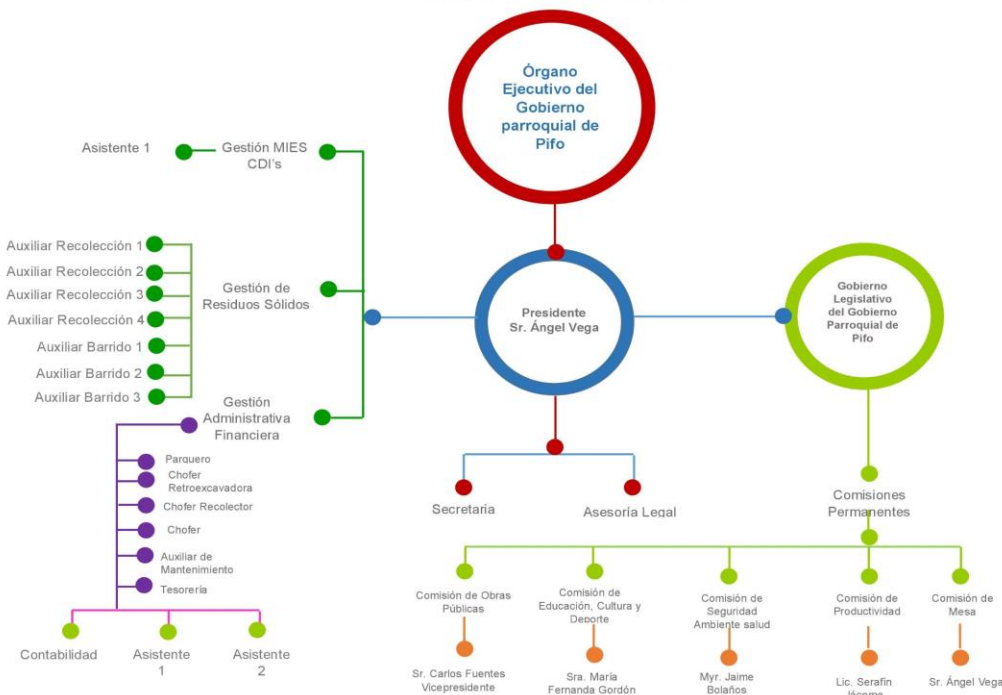 Órgano
Ejecutivo del
Gobierno
parroquial de
Pifo
Asistente 1
Gestión MIES
CDI's
Auxiliar Recolección 1
Auxiliar Recolección 2
Auxiliar Recolección 3
Auxiliar Recolección 4
Auxiliar Barrido 1
Auxiliar Barrido 2
Auxiliar Barrido 3
Gestión de
Residuos Sólidos
Presidente
Sr. Ángel Vega
Gobierno
Legislativo
del Gobierno
Parroquial de
Pifo
Gestión
Administrativa
Financiera
Parquero
Chofer
Retroexcavadora
Chofer Recolector
Chofer
Auxiliar de
Mantenimiento
Tesorería
Contabilidad
Asistente
1
Asistente
2
Secretaria
Asesoría Legal
Comisiones
Permanentes
Comisión de Obras
Públicas
Comisión de
Educación, Cultura y
Deporte
Comisión de
Seguridad
Ambiente salud
Comisión de
Productividad
Comisión de
Mesa
Sr. Carlos Fuentes
Vicepresidente
Sra. María
Fernanda Gordón
Myr. Jaime
Bolaños
Lic. Serafín
Sr. Ángel Vega